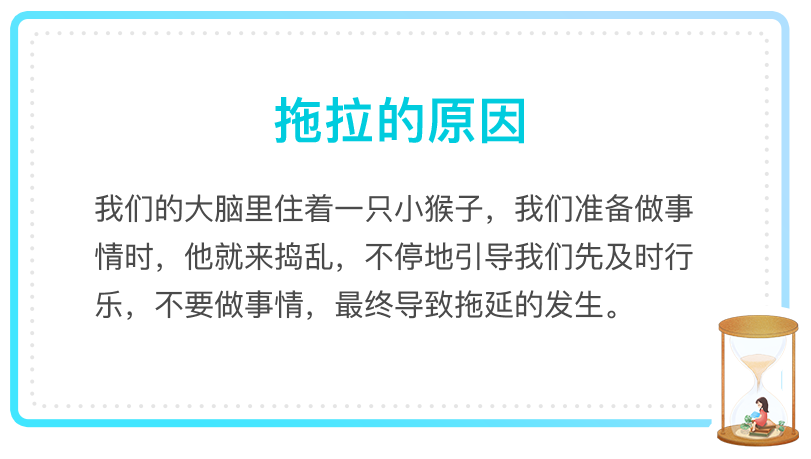 拖拉的原因
我们的大脑里住着一只小猴子，我们准备做事
情时，他就来捣乱，不停地引导我们先及时行
乐，不要做事情，最终导致拖延的发生。